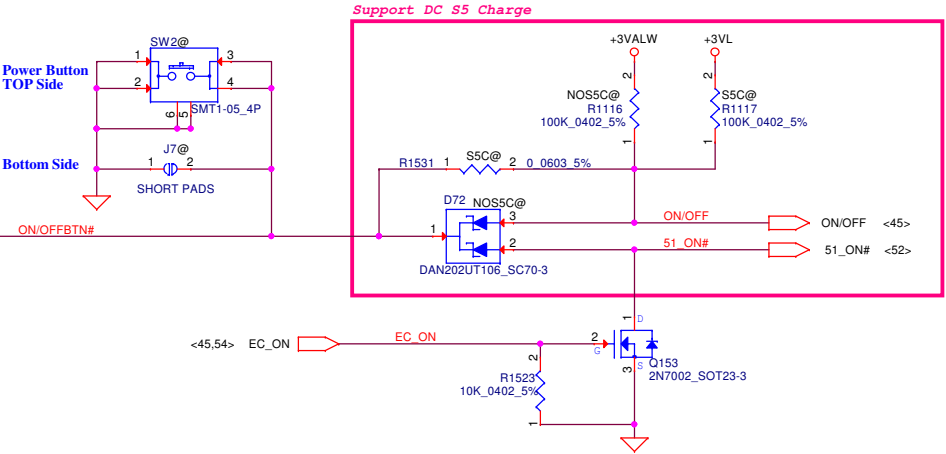 Support DC S5 Charge
SW2@
1
3
2
4
6
5
SMT1-05_4P
Power Button
TOP Side
J7@
1
2
SHORT PADS
Bottom Side
+3VALW
+3VL
2
2
NOS5C@
R1116
100K_0402_5%
1
S5C@
R1117
100K_0402_5%
1
R1531
1
S5C@
2
0_0603_5%
D72
NOS5C@
1
3
2
DAN202UT106_SC70-3
ON/OFFBTN#
ON/OFF
ON/OFF
<45>
51_ON#
51_ON#
<52>
<45,54>
EC_ON
EC_ON
1
D
2
G
3
S
Q153
2N7002_SOT23-3
2
R1523
10K_0402_5%
1